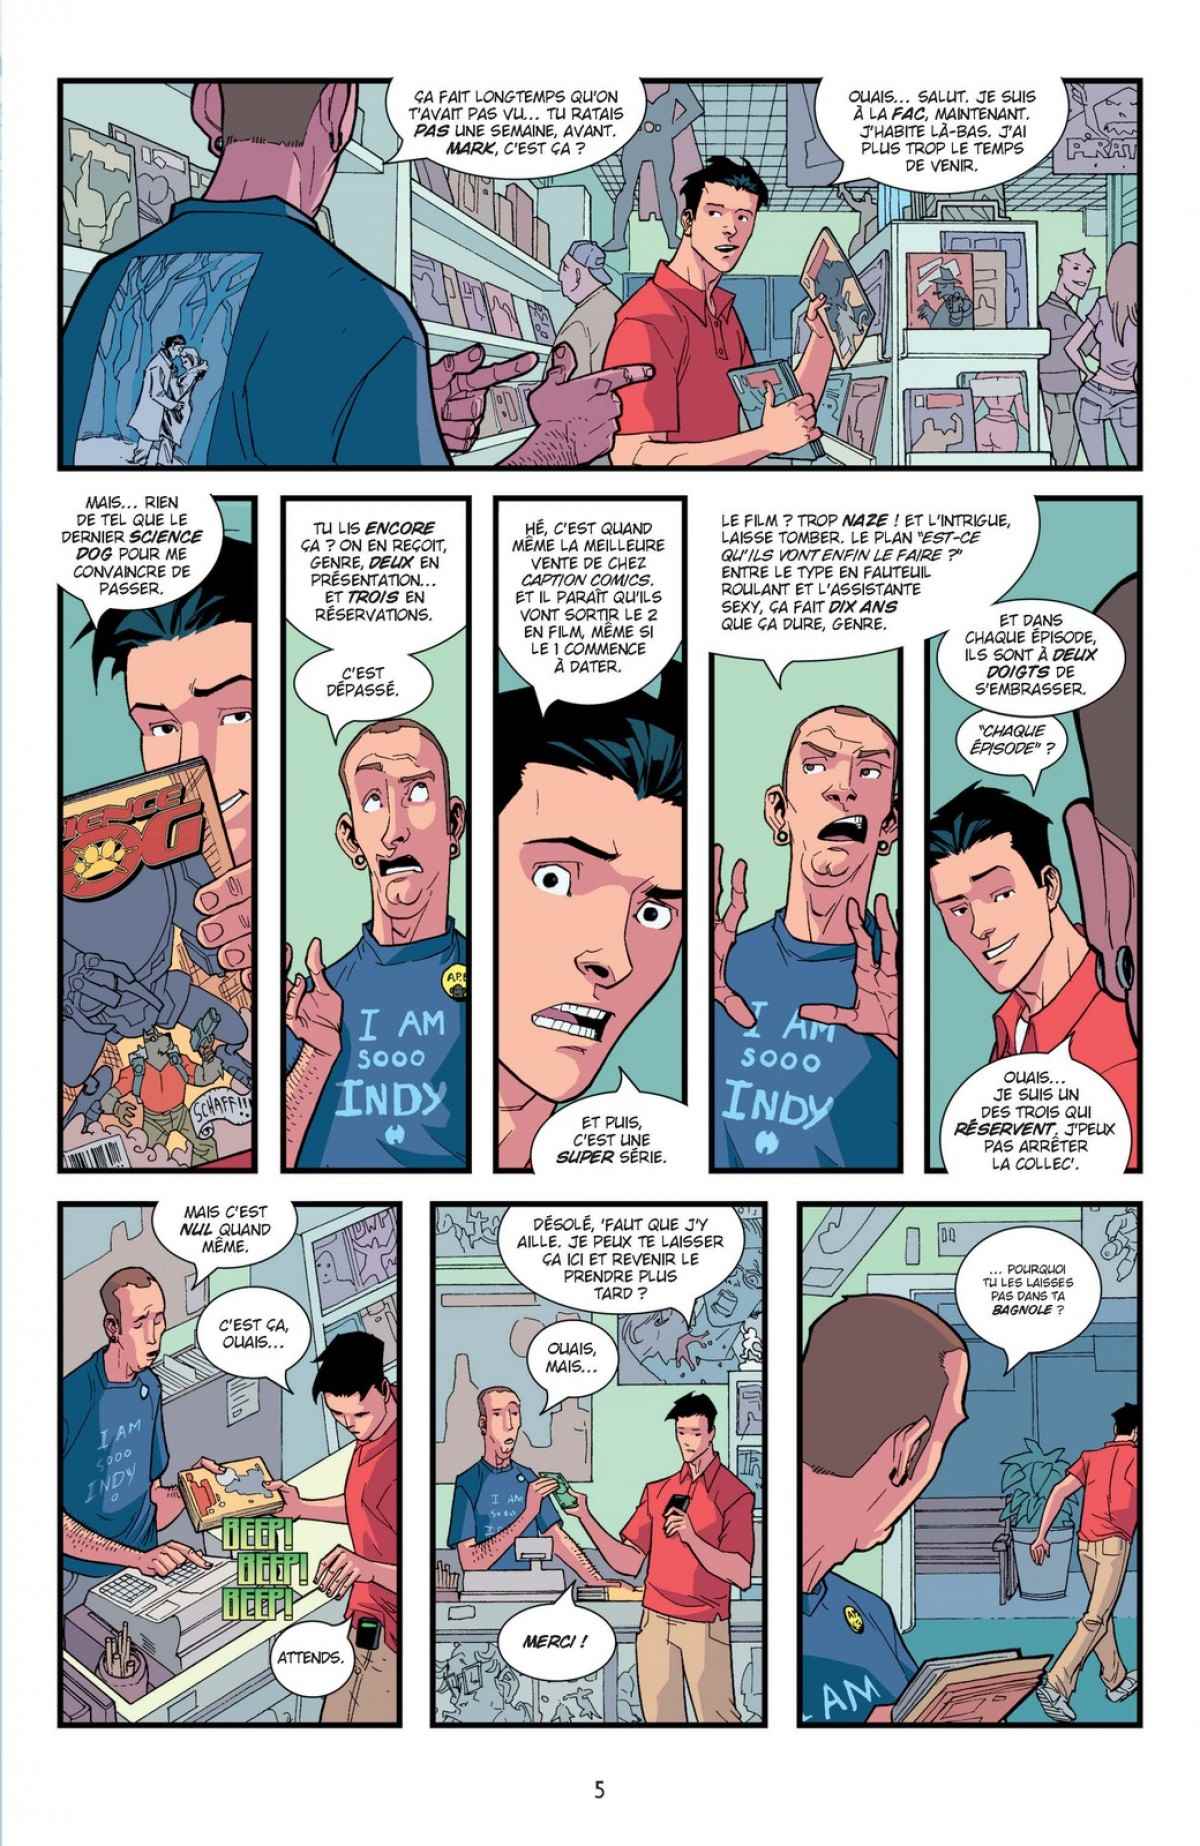 ÇA FAIT LONGTEMPS QU'ON
T'AVAIT PAS VU... TU RATAIS
PAS UNE SEMAINE, AVANT.
MARK, C'EST ÇA ?
OUAIS... SALUT. JE SUIS
À LA FAC, MAINTENANT.
J'HABITE LÀ-BAS. J'AI
PLUS TROP LE TEMPS
DE VENIR.
PIRAT
MAIS... RIEN
DE TEL QUE LE
DERNIER SCIENCE
DOG POUR ME
CONVAINCRE DE
PASSER.
IENCE
DOG
SCHAFF!!
TU LIS ENCORE
ÇA ? ON EN REÇOIT,
GENRE, DEUX EN
PRÉSENTATION...
ET TROIS EN
RÉSERVATIONS.
C'EST
DÉPASSÉ.
A.P.E
I AM
SOOO
INDY
HÉ, C'EST QUAND
MÊME LA MEILLEURE
VENTE DE CHEZ
CAPTION COMICS.
ET IL PARAÎT QU'ILS
VONT SORTIR LE 2
EN FILM, MÊME SI
LE 1 COMMENCE
À DATER.
ET PUIS,
C'EST UNE
SUPER SÉRIE.
LE FILM ? TROP NAZE ! ET L'INTRIGUE,
LAISSE TOMBER. LE PLAN "EST-CE
QU'ILS VONT ENFIN LE FAIRE ?"
ENTRE LE TYPE EN FAUTEUIL
ROULANT ET L'ASSISTANTE
SEXY, ÇA FAIT DIX ANS
QUE ÇA DURE, GENRE.
I AM
SOOO
INDY
ET DANS
CHAQUE ÉPISODE,
ILS SONT À DEUX
DOIGTS DE
S'EMBRASSER.
"CHAQUE
ÉPISODE" ?
OUAIS...
JE SUIS UN
DES TROIS QUI
RÉSERVENT. J'PEUX
PAS ARRÊTER
LA COLLEC'.
MAIS C'EST
NUL QUAND
MÊME.
C'EST ÇA,
OUAIS...
I AM
SOOO
INDY
BEEP!
BEEP!
BEEP!
ATTENDS.
DÉSOLÉ, 'FAUT QUE J'Y
AILLE. JE PEUX TE LAISSER
ÇA ICI ET REVENIR LE
PRENDRE PLUS
TARD ?
OUAIS,
MAIS...
I AM
SOOO
MERCI !
... POURQUOI
TU LES LAISSES
PAS DANS TA
BAGNOLE ?
AM
5